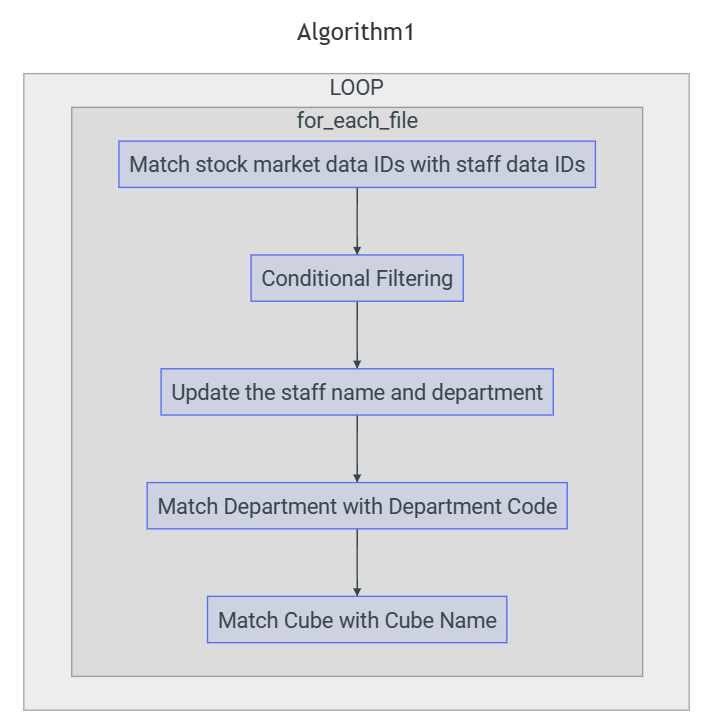 Algorithm1
LOOP
for_each_file
Match stock market data IDs with staff data IDs
Conditional Filtering
Update the staff name and department
Match Department with Department Code
Match Cube with Cube Name